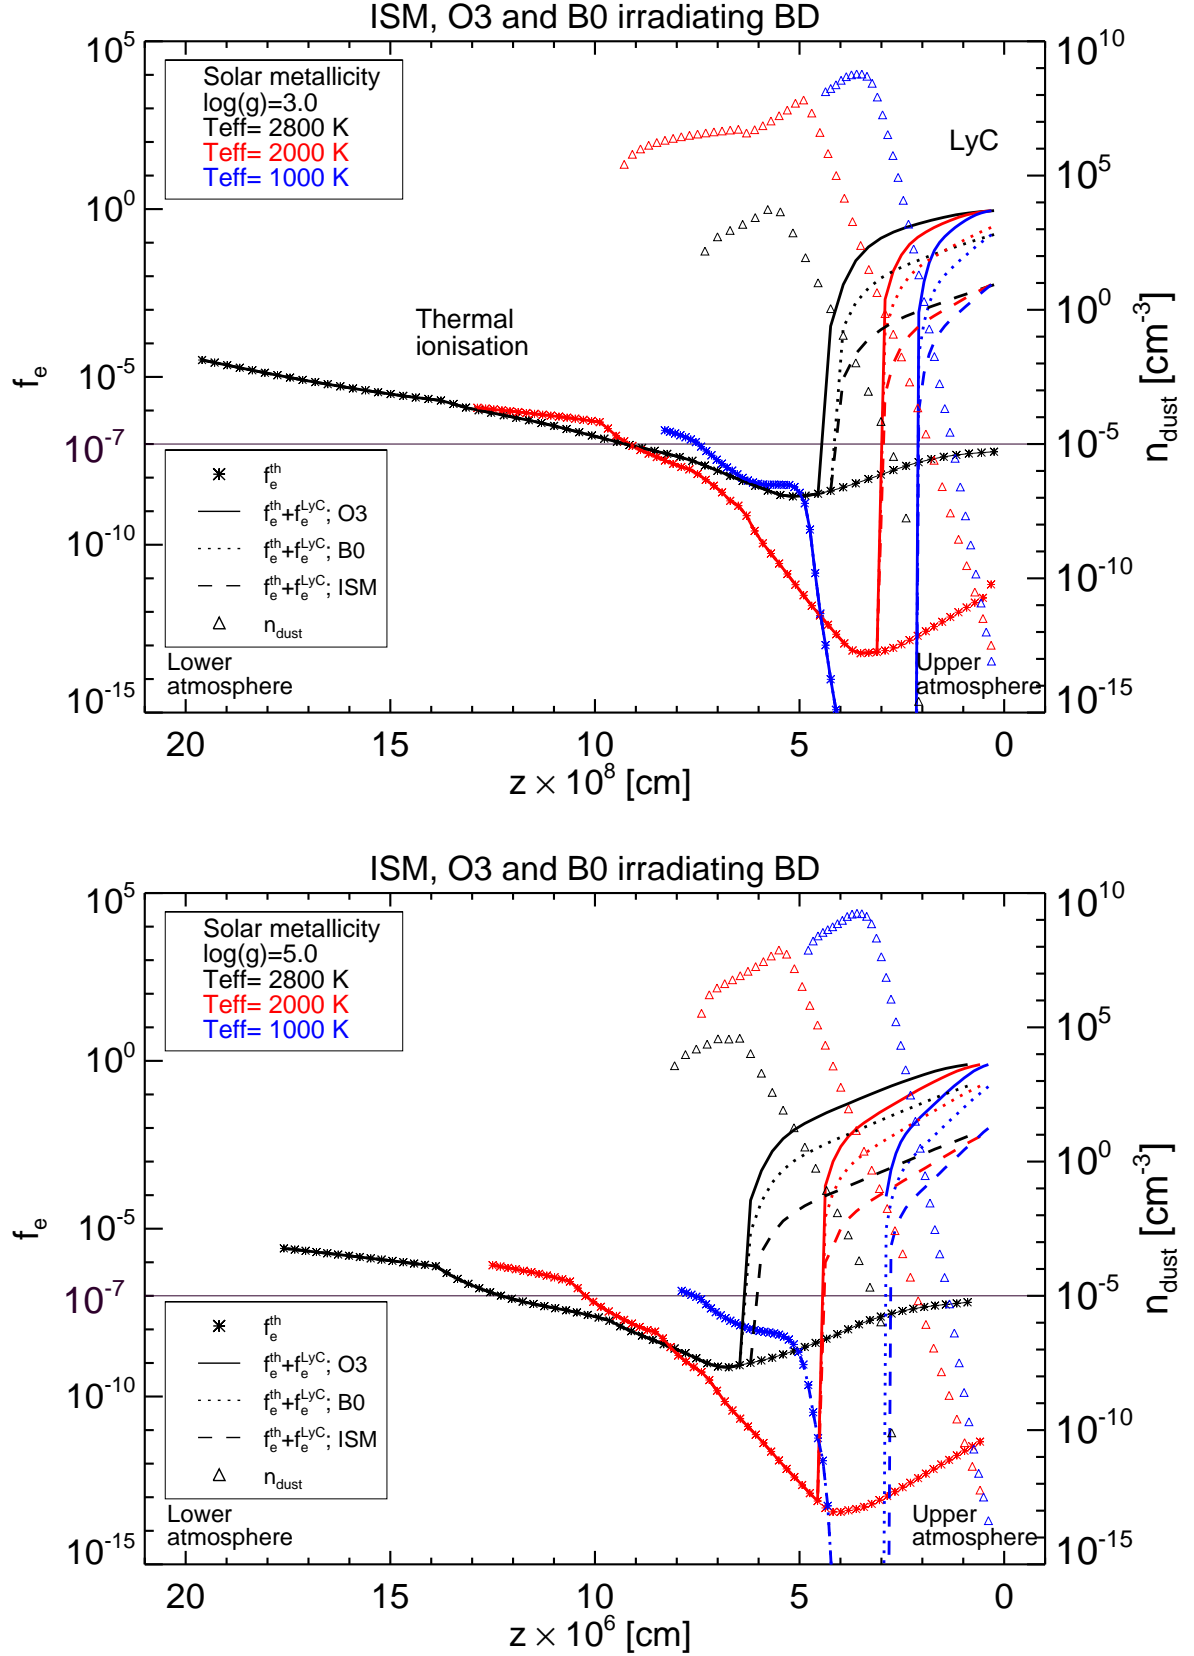 ISM, O3 and B0 irradiating BD
10^5
10^10
Solar metallicity
log(g)=3.0
Teff= 2800 K
Teff= 2000 K
Teff= 1000 K
LyC
10^5
10^0
Thermal
ionisation
10^0
f_e
n_dust [cm^-3]
10^-5
10^-7
10^-5
f_e^th
f_e^th+f_e^LyC; O3
f_e^th+f_e^LyC; B0
f_e^th+f_e^LyC; ISM
n_dust
10^-10
10^-10
Lower
atmosphere
Upper
atmosphere
10^-15
10^-15
20 15 10 5 0
z × 10^8 [cm]
ISM, O3 and B0 irradiating BD
10^5
10^10
Solar metallicity
log(g)=5.0
Teff= 2800 K
Teff= 2000 K
Teff= 1000 K
10^5
10^0
10^0
f_e
n_dust [cm^-3]
10^-5
10^-7
10^-5
f_e^th
f_e^th+f_e^LyC; O3
f_e^th+f_e^LyC; B0
f_e^th+f_e^LyC; ISM
n_dust
10^-10
10^-10
Lower
atmosphere
Upper
atmosphere
10^-15
10^-15
20 15 10 5 0
z × 10^6 [cm]